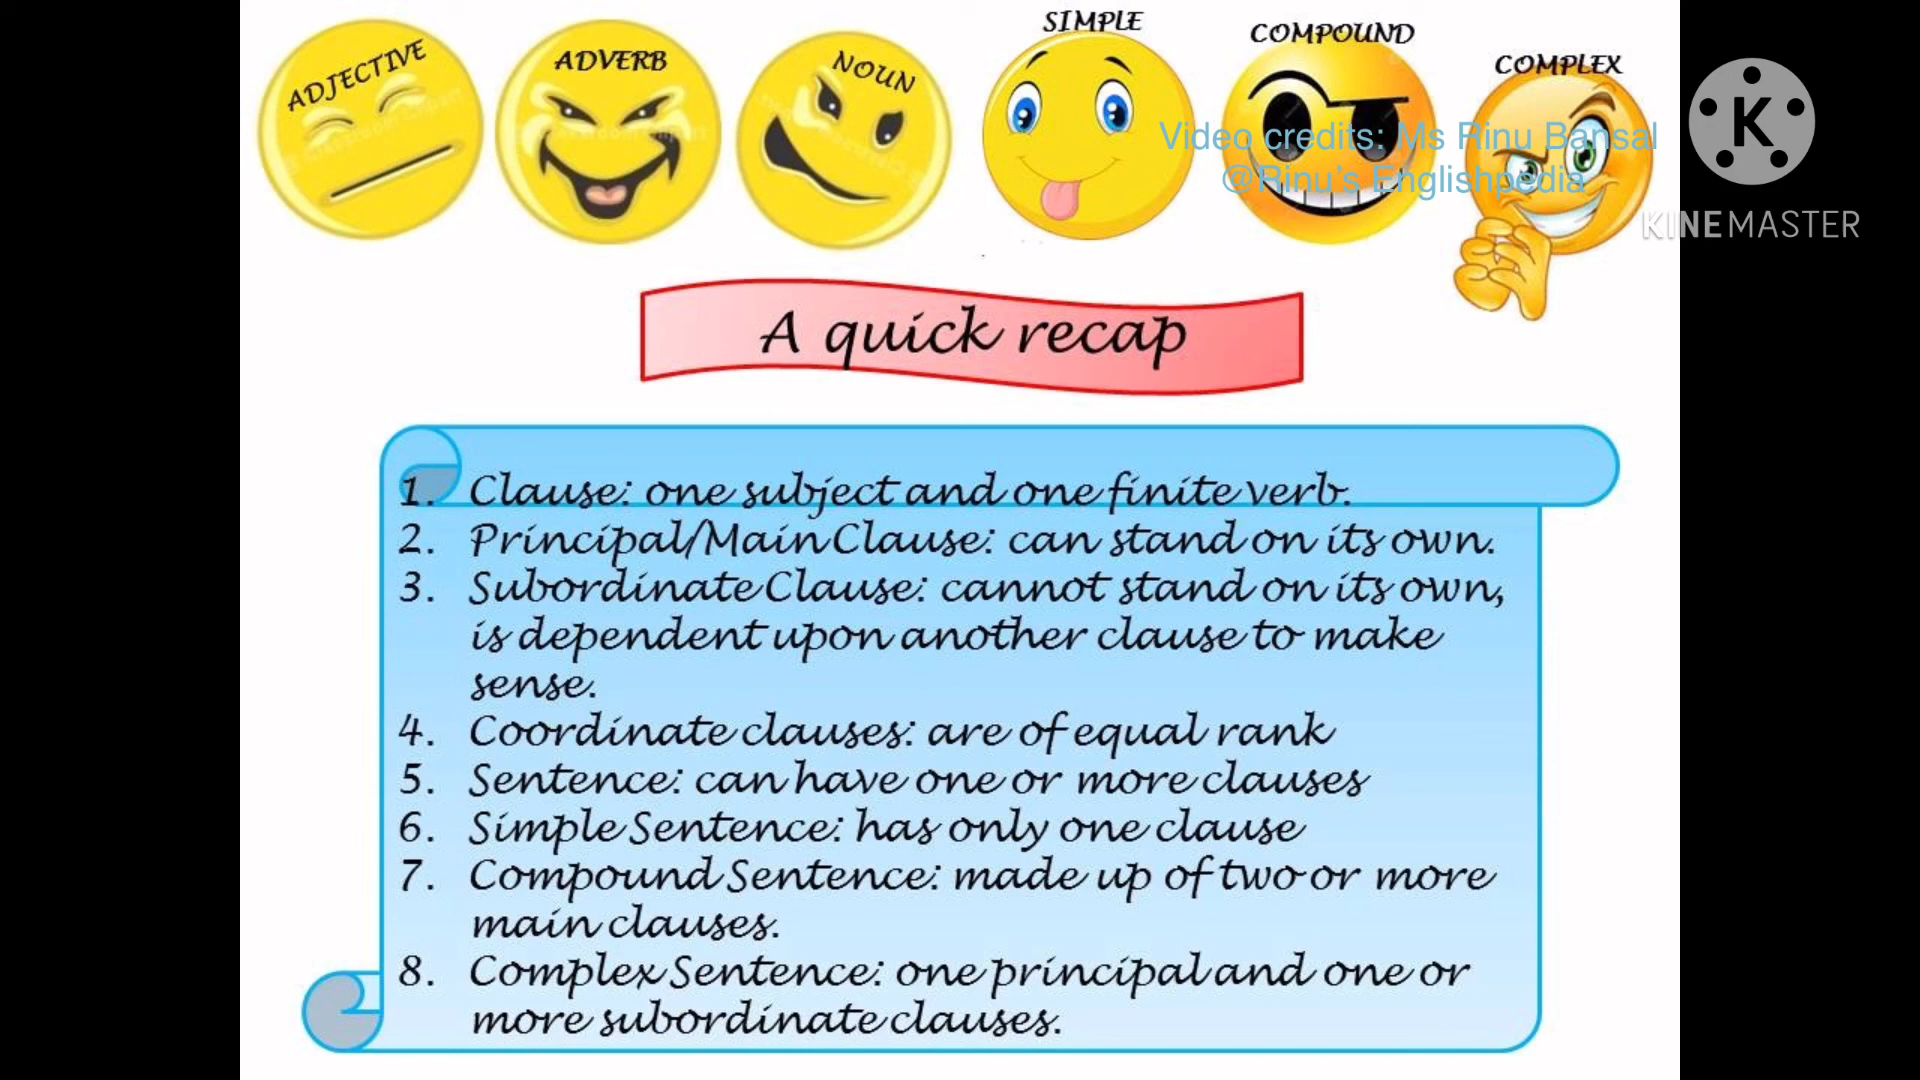 ADJECTIVE
ADVERB
NOUN
SIMPLE
COMPOUND
COMPLEX
Video credits: Ms Rinu Bansal
@Rinu's Englishpedia
K
KINEMASTER
A quick recap
1. Clause: one subject and one finite verb.
2. Principal/Main Clause: can stand on its own.
3. Subordinate Clause: cannot stand on its own,
is dependent upon another clause to make
sense.
4. Coordinate clauses: are of equal rank
5. Sentence: can have one or more clauses
6. Simple Sentence: has only one clause
7. Compound Sentence: made up of two or more
main clauses.
8. Complex Sentence: one principal and one or
more subordinate clauses.